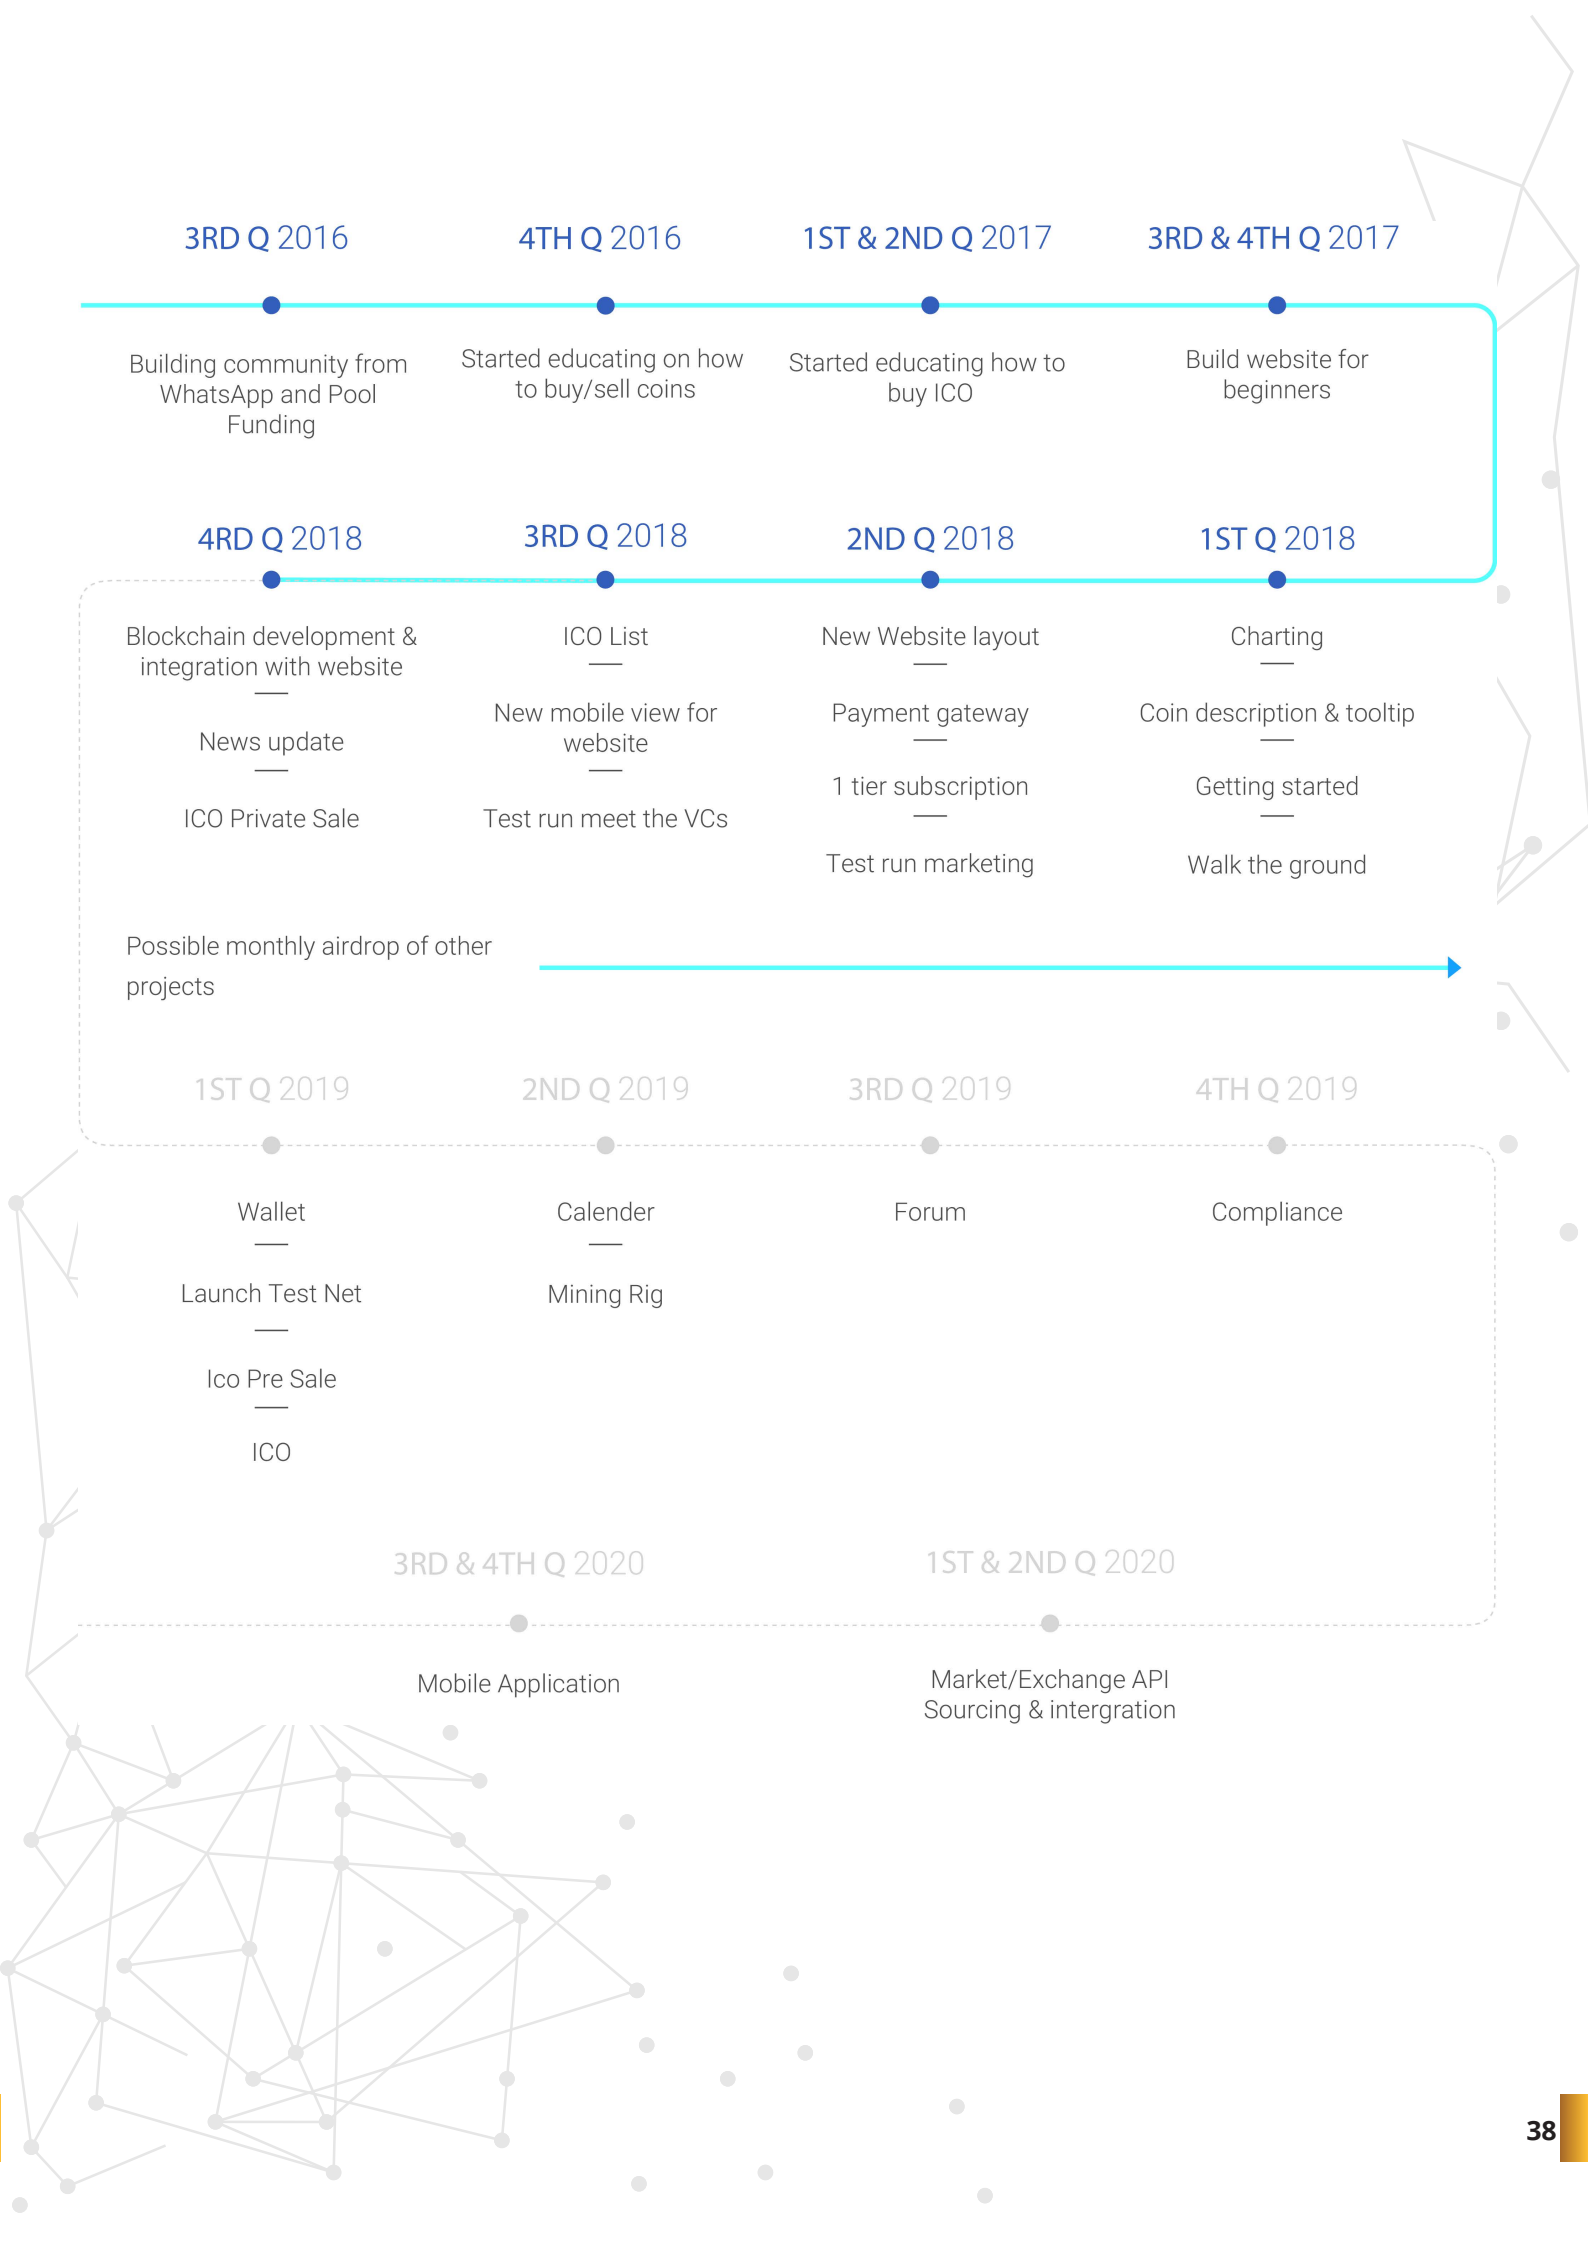 3RD Q 2016
4TH Q 2016
1ST & 2ND Q 2017
3RD & 4TH Q 2017
Building community from
WhatsApp and Pool
Funding
Started educating on how
to buy/sell coins
Started educating how to
buy ICO
Build website for
beginners
4RD Q 2018
3RD Q 2018
2ND Q 2018
1ST Q 2018
Blockchain development &
integration with website
News update
ICO Private Sale
ICO List
New mobile view for
website
Test run meet the VCs
New Website layout
Payment gateway
1 tier subscription
Test run marketing
Charting
Coin description & tooltip
Getting started
Walk the ground
Possible monthly airdrop of other
projects
1ST Q 2019
2ND Q 2019
3RD Q 2019
4TH Q 2019
Wallet
Launch Test Net
Ico Pre Sale
ICO
Calender
Mining Rig
Forum
Compliance
3RD & 4TH Q 2020
1ST & 2ND Q 2020
Mobile Application
Market/Exchange API
Sourcing & intergration
38